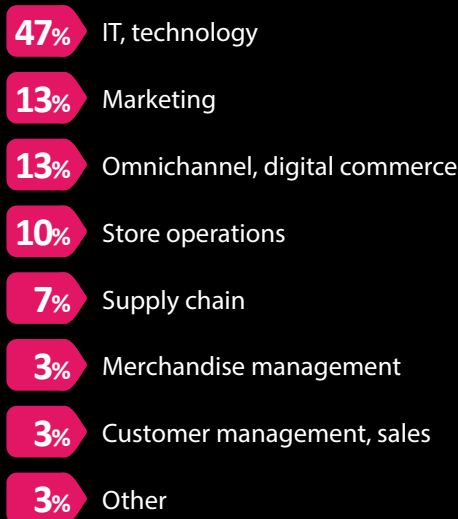 47% IT, technology
13% Marketing
13% Omnichannel, digital commerce
10% Store operations
7% Supply chain
3% Merchandise management
3% Customer management, sales
3% Other